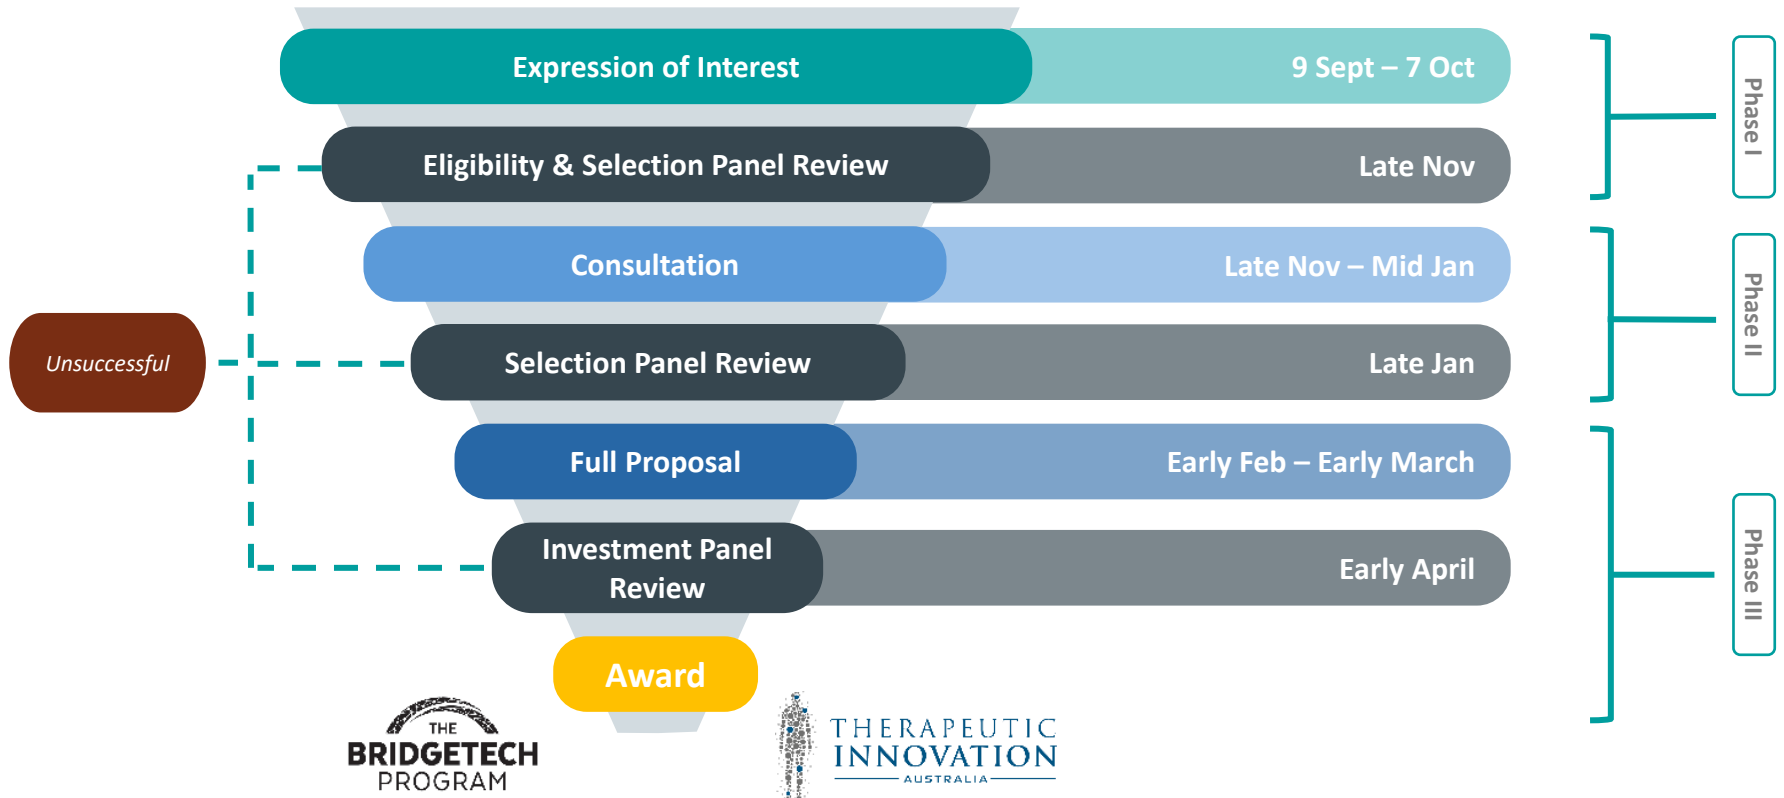 Expression of Interest
9 Sept – 7 Oct
Eligibility & Selection Panel Review
Late Nov
Phase I
Consultation
Late Nov – Mid Jan
Selection Panel Review
Late Jan
Phase II
Unsuccessful
Full Proposal
Early Feb – Early March
Investment Panel
Review
Early April
Phase III
Award
THE
BRIDGETECH
PROGRAM
THERAPEUTIC
INNOVATION
AUSTRALIA